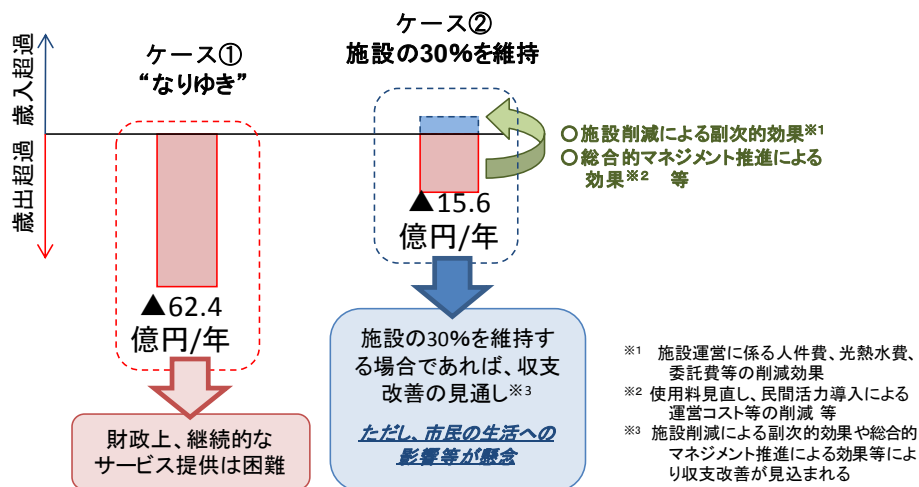 ケース①
“なりゆき”
ケース②
施設の30%を維持
歳入超過
歳出超過
▲62.4
億円/年
▲15.6
億円/年
○施設削減による副次的効果※1
○総合的マネジメント推進による
効果※2 等
財政上、継続的な
サービス提供は困難
施設の30%を維持す
る場合であれば、収支
改善の見通し※3
ただし、市民の生活への
影響等が懸念
※1 施設運営に係る人件費、光熱水費、
委託費等の削減効果
※2 使用料見直し、民間活力導入による
運営コスト等の削減 等
※3 施設削減による副次的効果や総合的
マネジメント推進による効果等によ
り収支改善が見込まれる